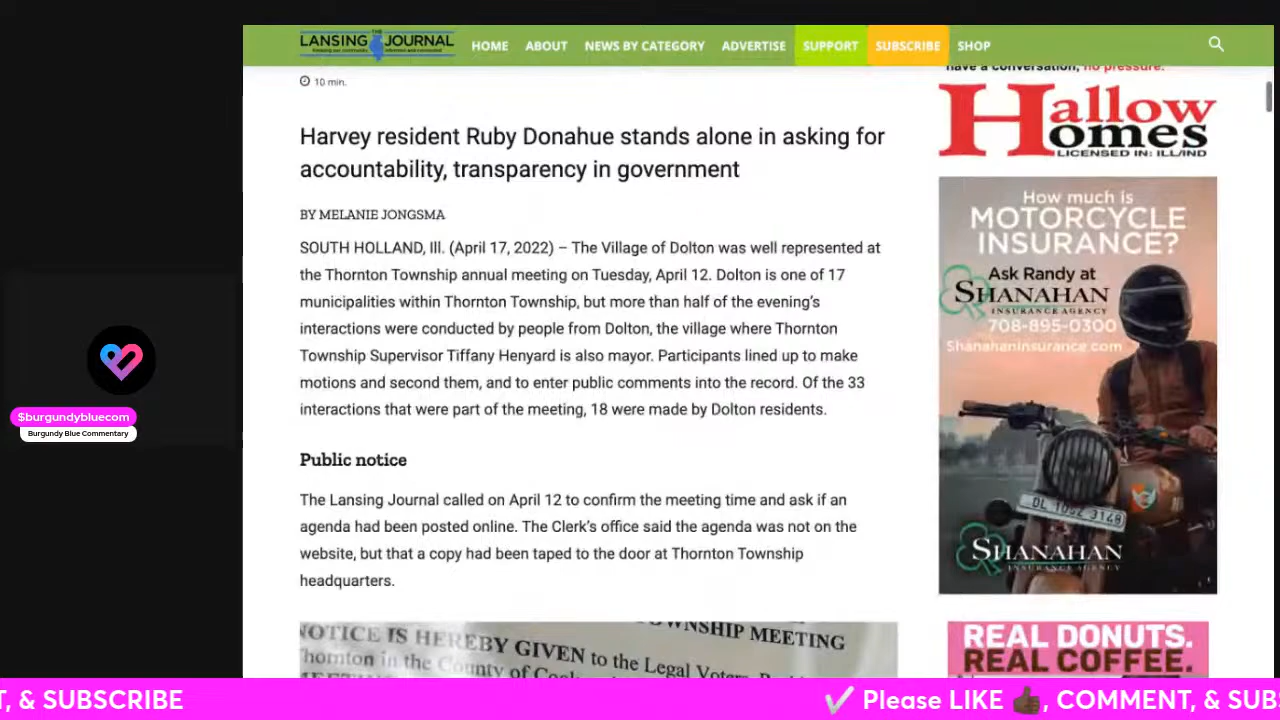 THE
LANSING JOURNAL
HOME ABOUT NEWS BY CATEGORY ADVERTISE SUPPORT SUBSCRIBE SHOP
10 min.
Harvey resident Ruby Donahue stands alone in asking for
accountability, transparency in government
BY MELANIE JONGSMA
SOUTH HOLLAND, Ill. (April 17, 2022) – The Village of Dolton was well represented at
the Thornton Township annual meeting on Tuesday, April 12. Dolton is one of 17
municipalities within Thornton Township, but more than half of the evening's
interactions were conducted by people from Dolton, the village where Thornton
Township Supervisor Tiffany Henyard is also mayor. Participants lined up to make
motions and second them, and to enter public comments into the record. Of the 33
interactions that were part of the meeting, 18 were made by Dolton residents.
Public notice
The Lansing Journal called on April 12 to confirm the meeting time and ask if an
agenda had been posted online. The Clerk's office said the agenda was not on the
website, but that a copy had been taped to the door at Thornton Township
headquarters.
WNSHIP MEETING
NOTICE IS HEREBY GIVEN to the Legal Voters,
Thornton in the County of
have a conversation, no pressure.
Hallow
Homes
LICENSED IN: ILL/IND
How much is
MOTORCYCLE
INSURANCE?
Ask Randy at
SHANAHAN
INSURANCE AGENCY
708-895-0300
Shanahaninsurance.com
SHANAHAN
INSURANCE AGENCY
REAL DONUTS.
REAL COFFEE.
$burgundybluecom
Burgundy Blue Commentary
T, & SUBSCRIBE
✔️ Please LIKE 👍🏿, COMMENT, & SUBS